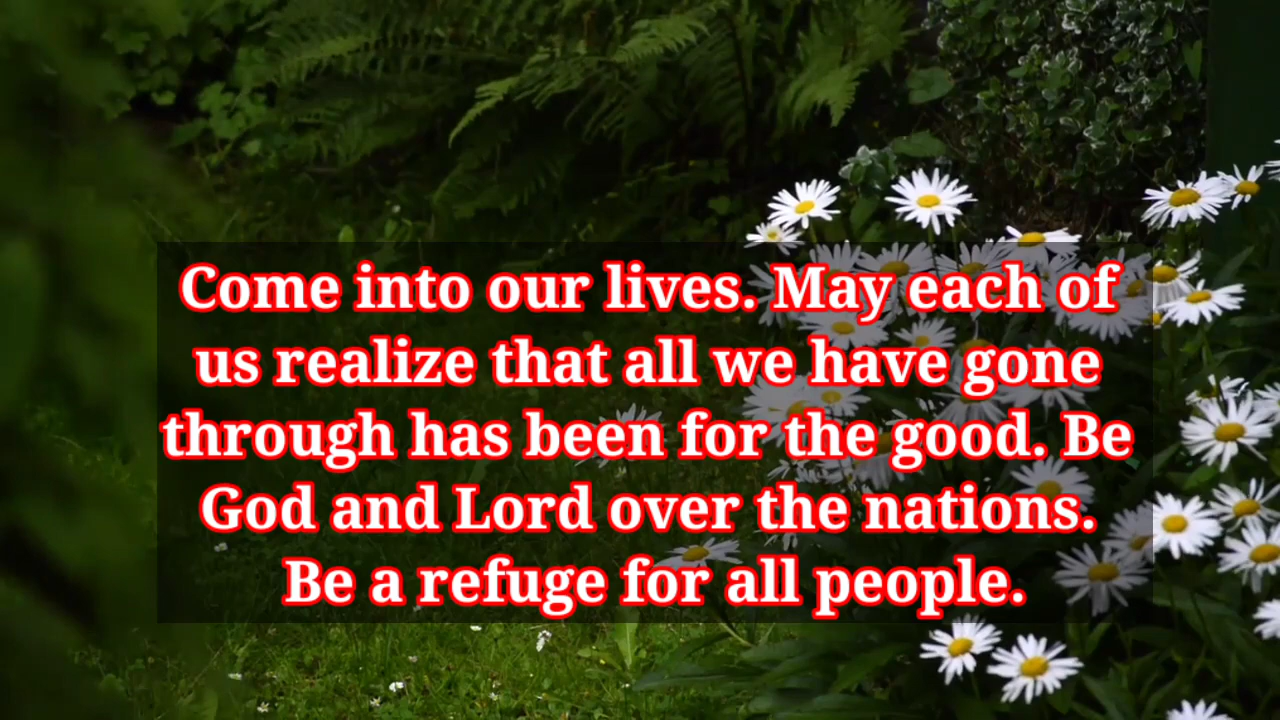 Come into our lives. May each of
us realize that all we have gone
through has been for the good. Be
God and Lord over the nations.
Be a refuge for all people.